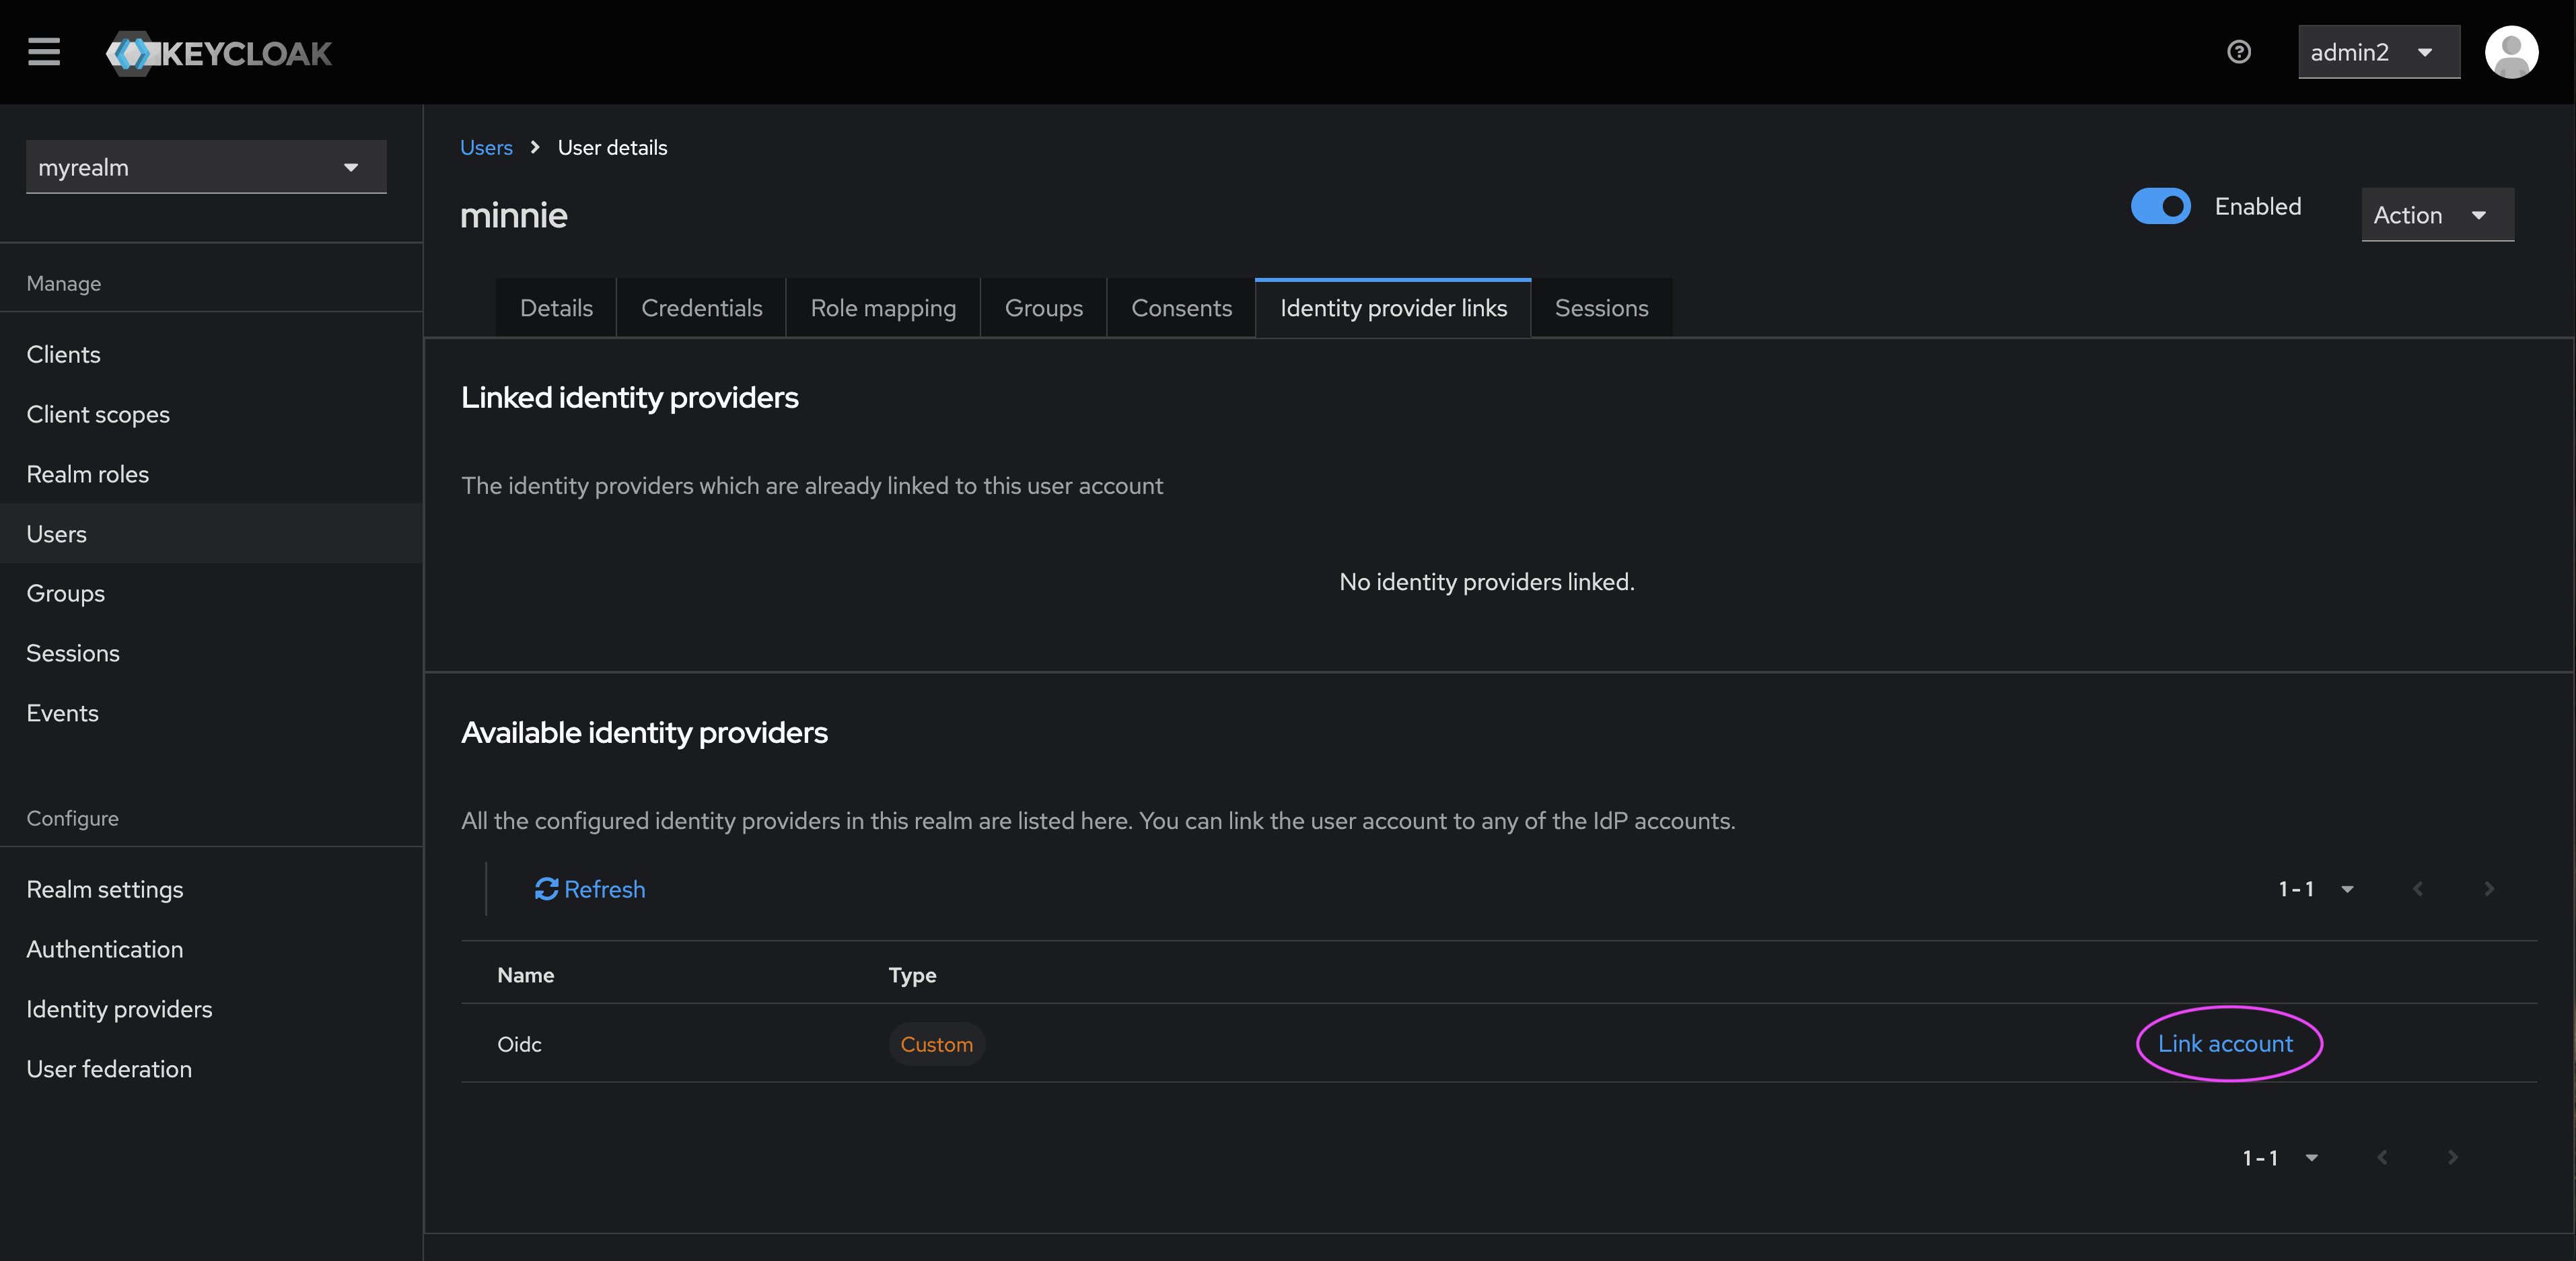 KEYCLOAK
admin2
myrealm
Manage
Clients
Client scopes
Realm roles
Users
Groups
Sessions
Events
Configure
Realm settings
Authentication
Identity providers
User federation
Users > User details
minnie
Enabled
Action
Details Credentials Role mapping Groups Consents Identity provider links Sessions
Linked identity providers
The identity providers which are already linked to this user account
No identity providers linked.
Available identity providers
All the configured identity providers in this realm are listed here. You can link the user account to any of the IdP accounts.
Refresh 1 - 1
Name Type
Oidc Custom Link account
1 - 1